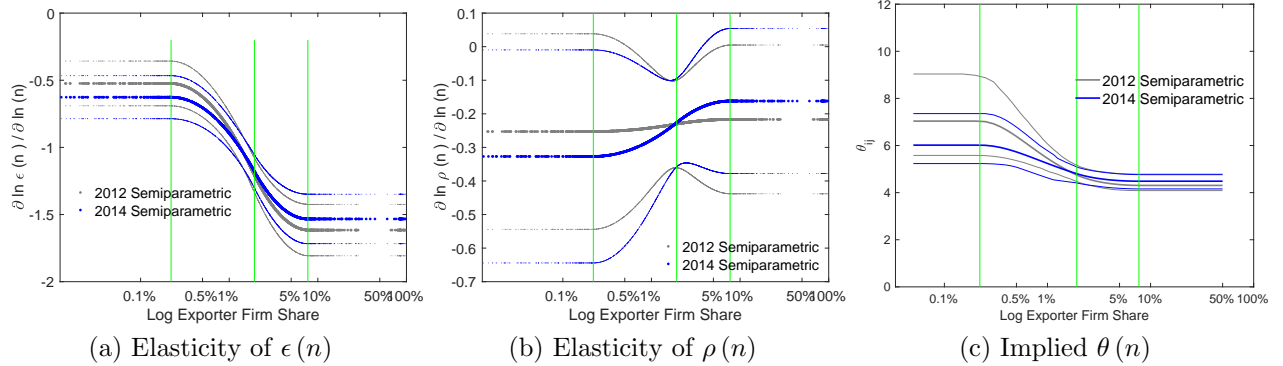 0
-0.5
-1
-1.5
-2
∂ ln ϵ (n) / ∂ ln (n)
2012 Semiparametric
2014 Semiparametric
0.1% 0.5% 1% 5% 10% 50% 100%
Log Exporter Firm Share
(a) Elasticity of ϵ (n)
0.1
0
-0.1
-0.2
-0.3
-0.4
-0.5
-0.6
-0.7
∂ ln ρ (n) / ∂ ln (n)
2012 Semiparametric
2014 Semiparametric
0.1% 0.5% 1% 5% 10% 50% 100%
Log Exporter Firm Share
(b) Elasticity of ρ (n)
12
10
8
6
4
2
0
θij
2012 Semiparametric
2014 Semiparametric
0.1% 0.5% 1% 5% 10% 50% 100%
Log Exporter Firm Share
(c) Implied θ (n)